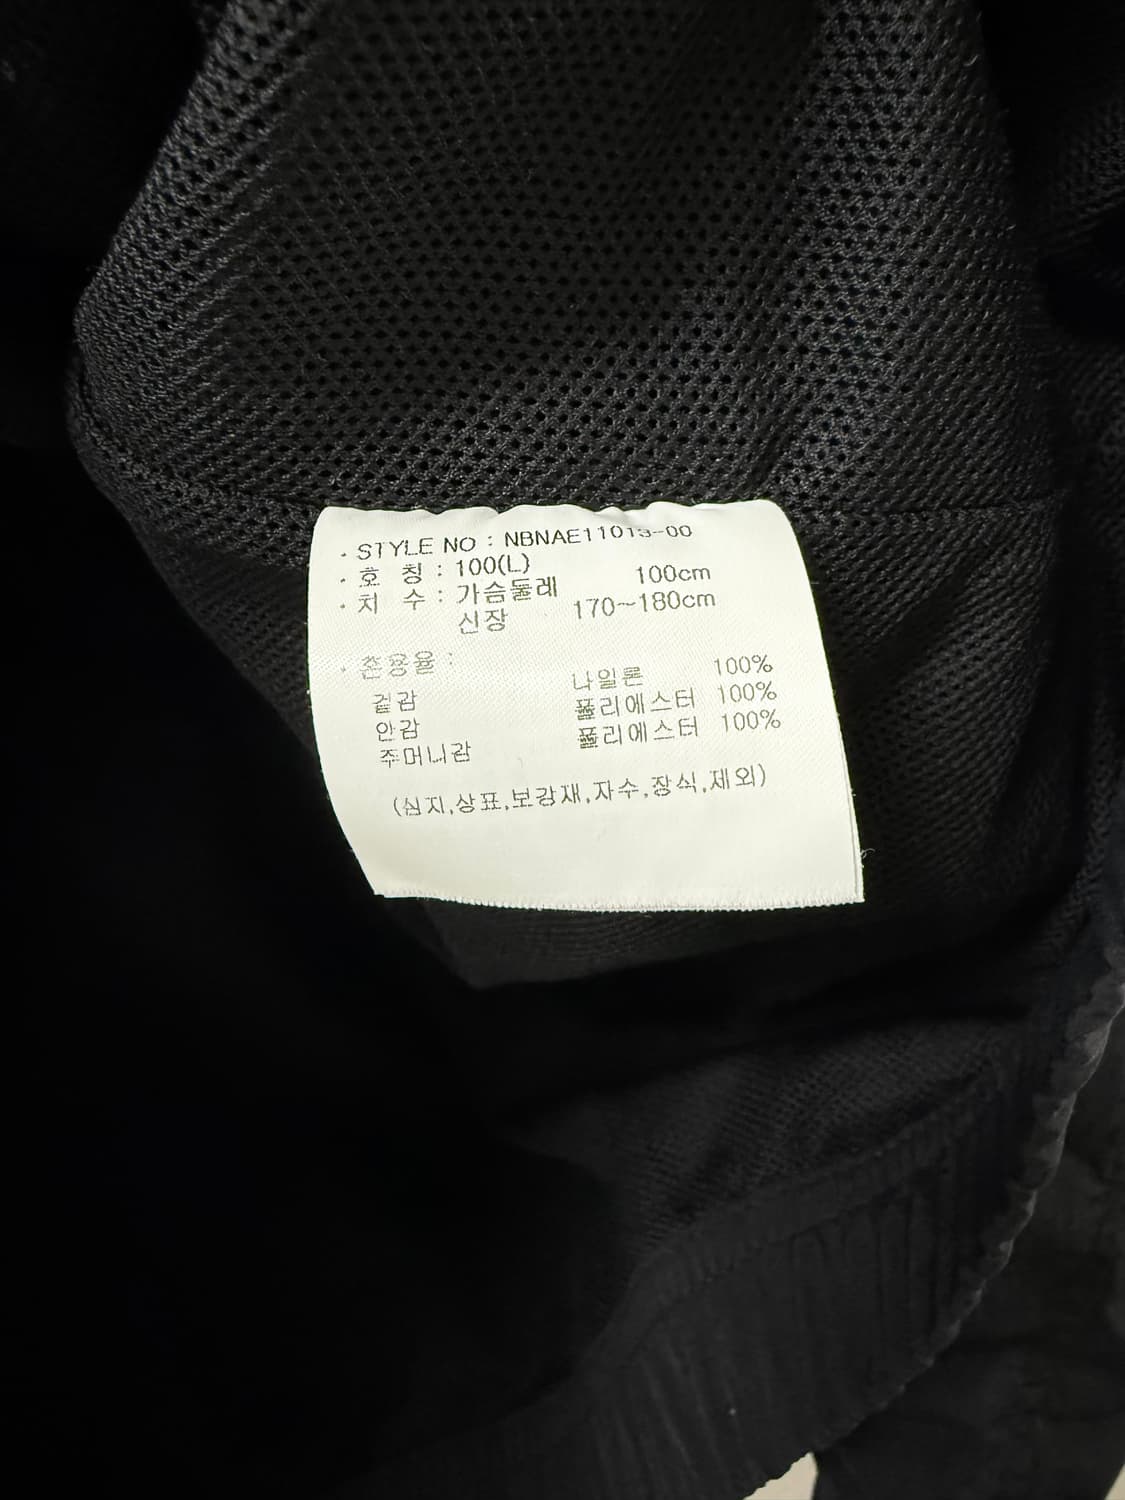 · STYLE NO : NBNAE11013-00
· 호 칭 : 100(L)
· 치 수 : 가슴둘레 100cm
신장 170~180cm
· 혼용율 :
겉감 나일론 100%
안감 폴리에스터 100%
주머니감 폴리에스터 100%
(심지,상표,보강재,자수,장식,제외)